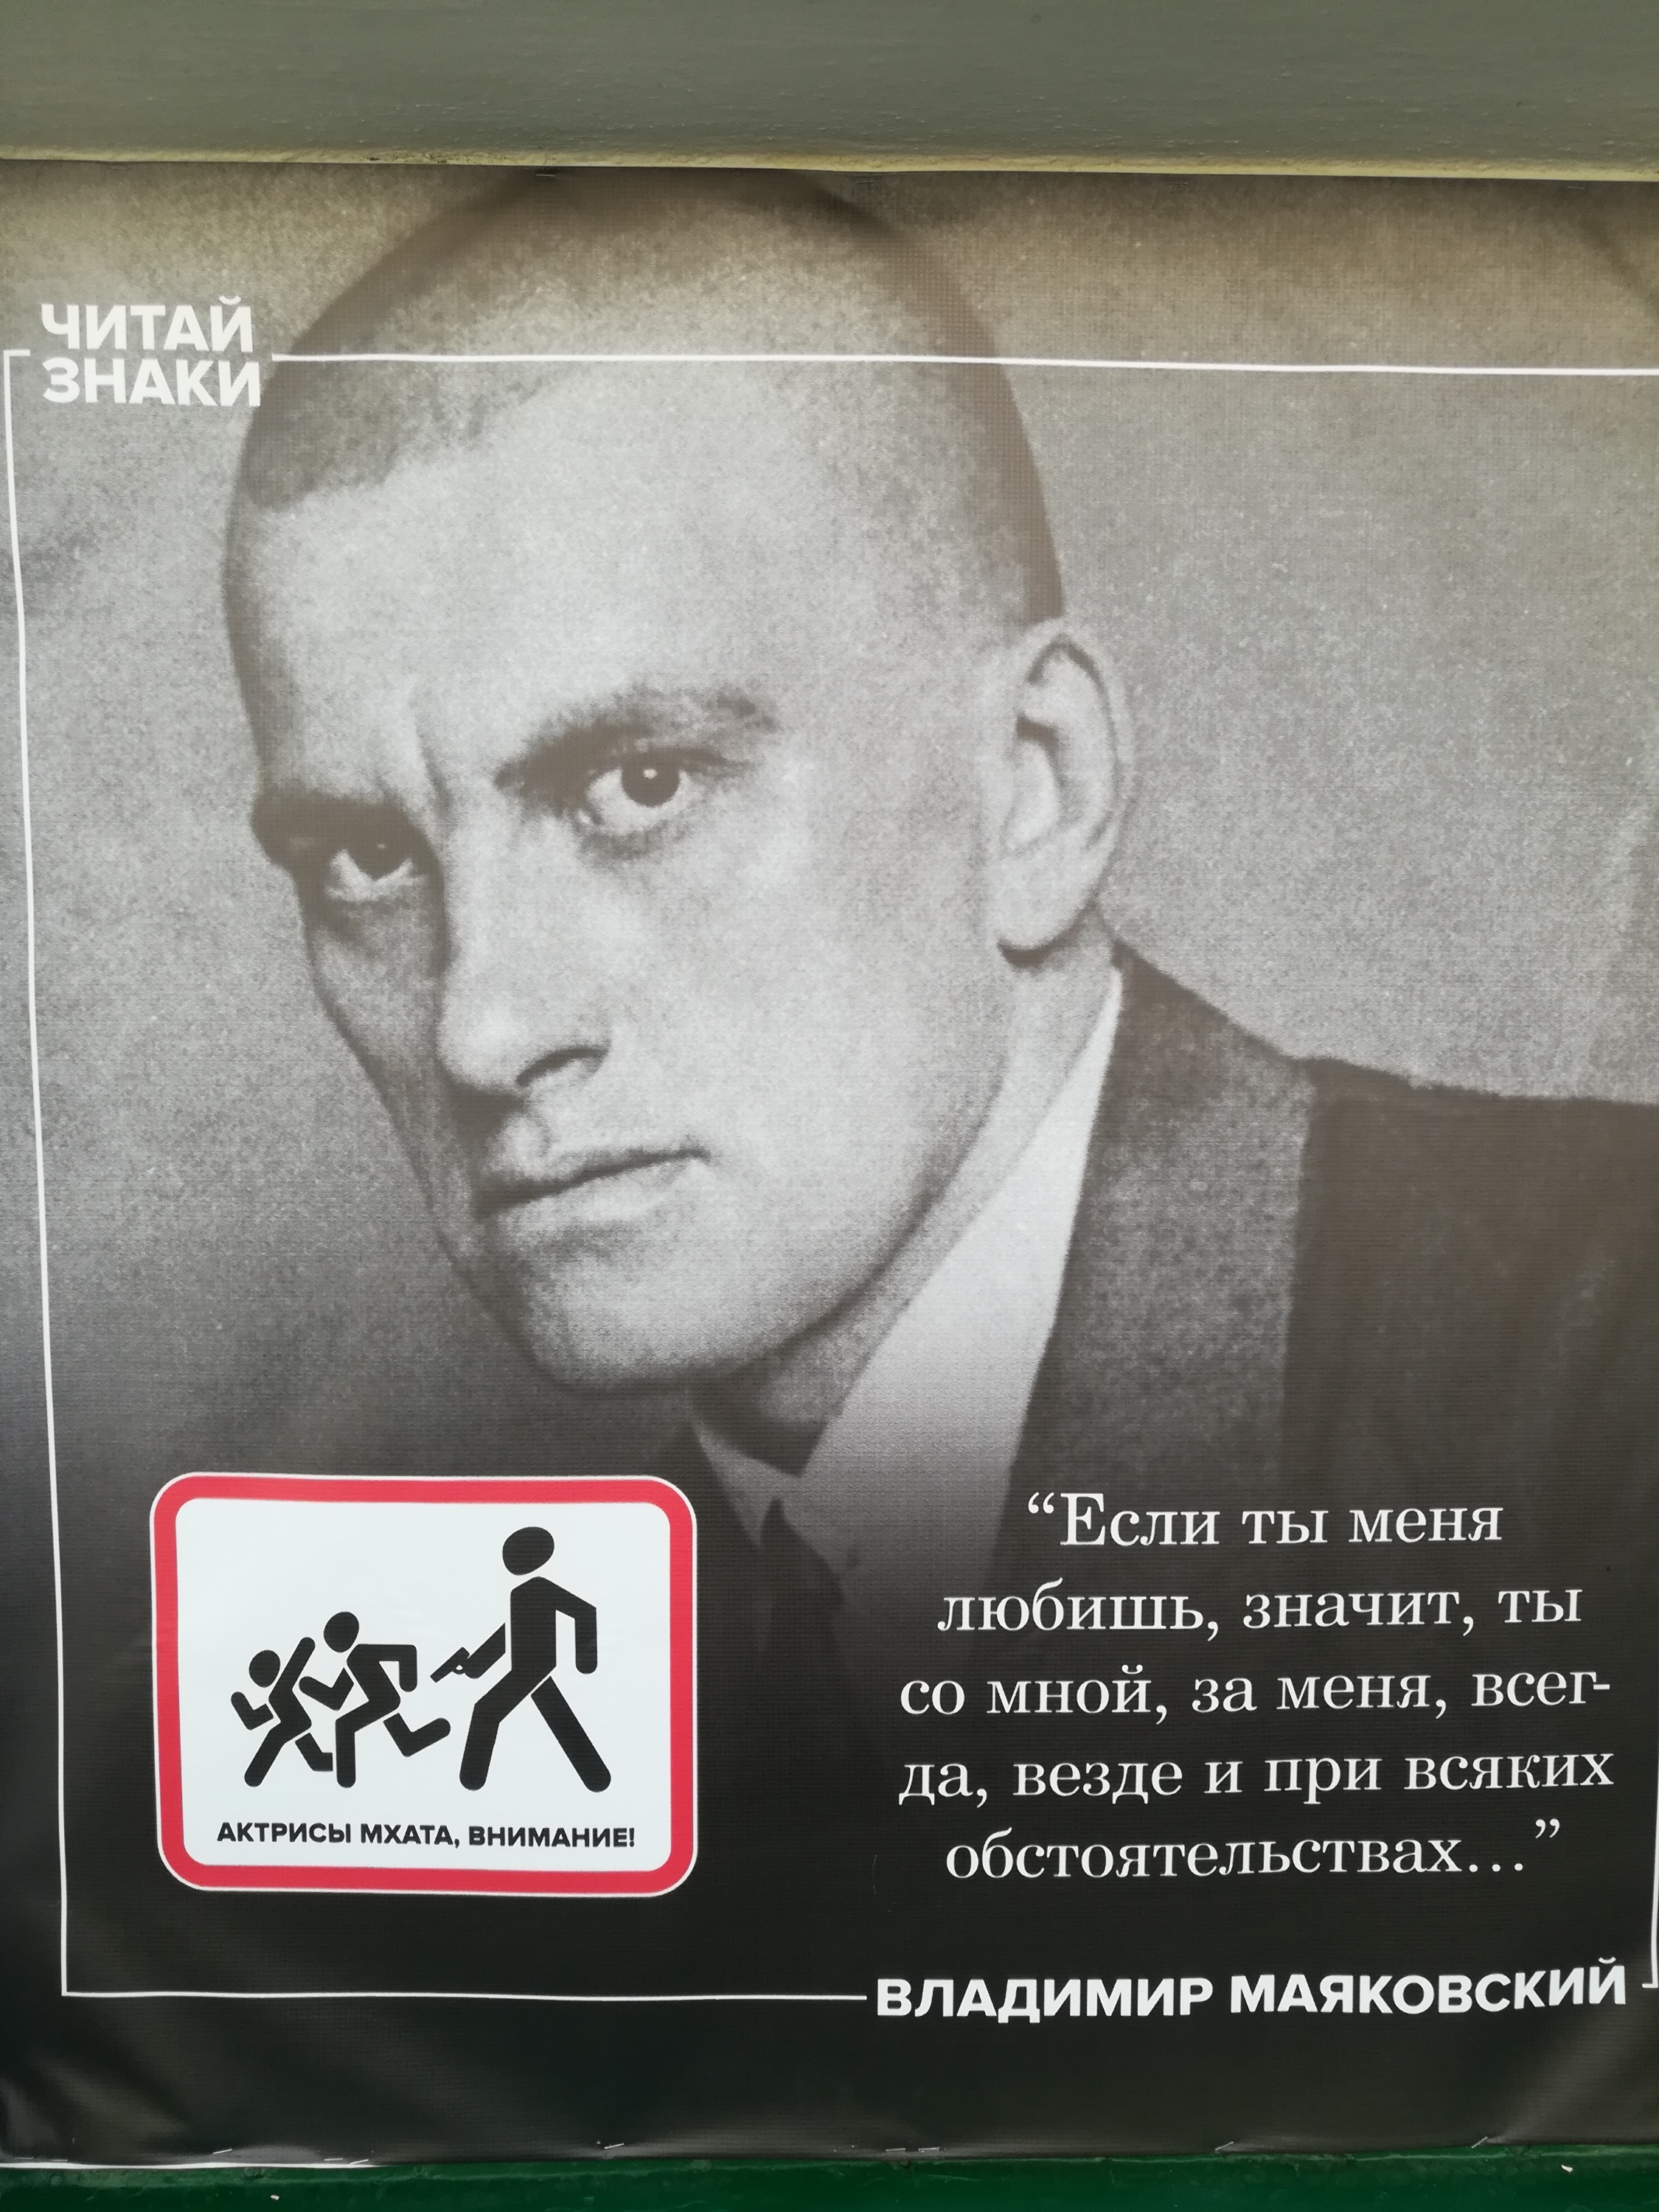 ЧИТАЙ
ЗНАКИ
АКТРИСЫ МХАТА, ВНИМАНИЕ!
“Если ты меня
любишь, значит, ты
со мной, за меня, всег-
да, везде и при всяких
обстоятельствах...”
ВЛАДИМИР МАЯКОВСКИЙ